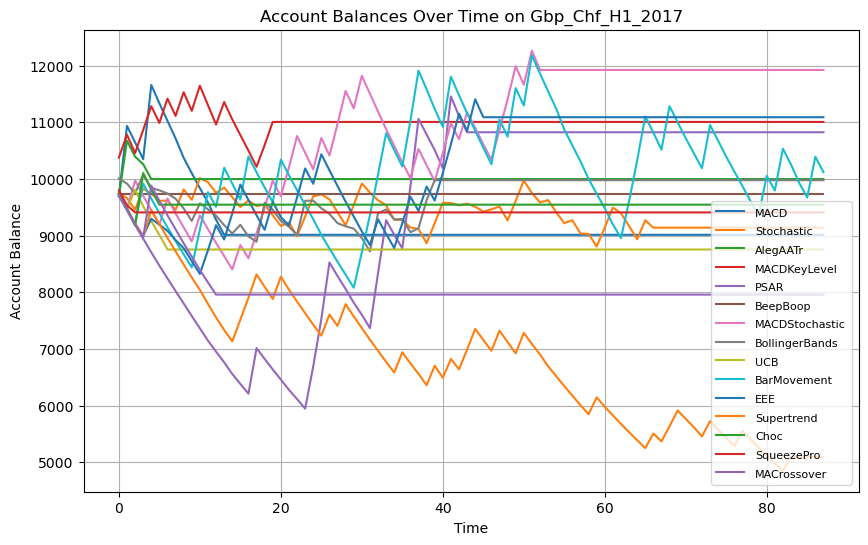 Account Balances Over Time on Gbp_Chf_H1_2017
Account Balance
12000
11000
10000
9000
8000
7000
6000
5000
MACD
Stochastic
AlegAATr
MACDKeyLevel
PSAR
BeepBoop
MACDStochastic
BollingerBands
UCB
BarMovement
EEE
Supertrend
Choc
SqueezePro
MACrossover
0
20
40
60
80
Time